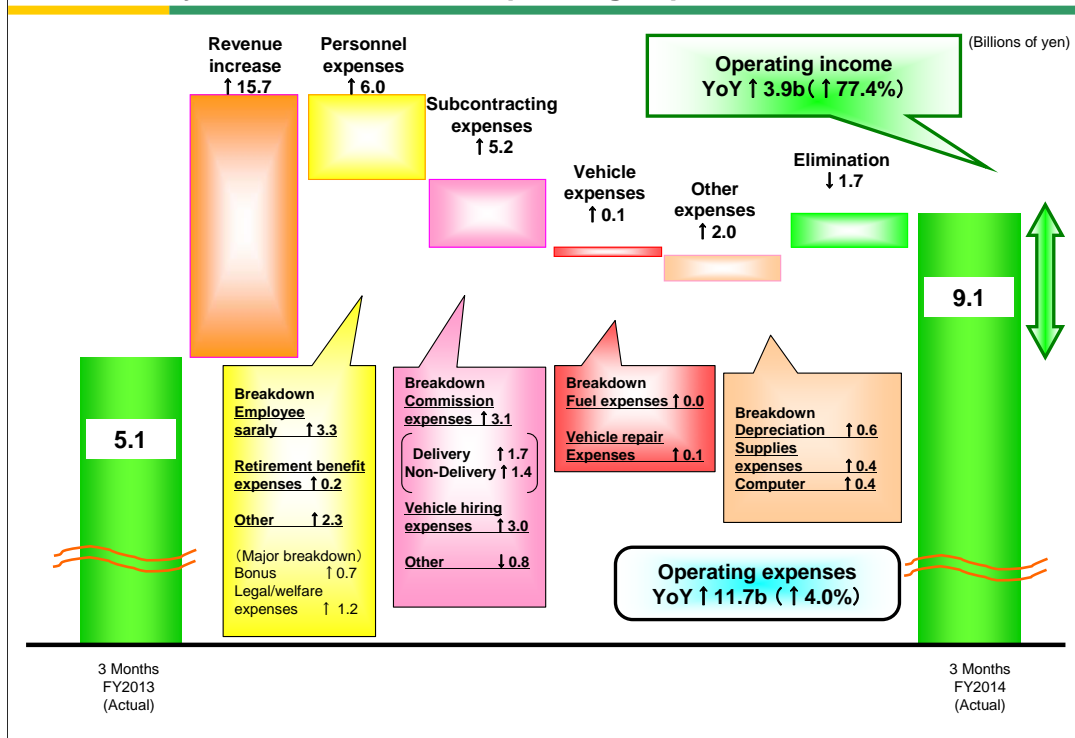 (Billions of yen)
Revenue
increase
↑ 15.7
Personnel
expenses
↑ 6.0
Subcontracting
expenses
↑ 5.2
Vehicle
expenses
↑ 0.1
Other
expenses
↑ 2.0
Elimination
↓ 1.7
Operating income
YoY ↑ 3.9b( ↑ 77.4%)
5.1
9.1
Breakdown
Employee
saraly ↑ 3.3
Retirement benefit
expenses ↑ 0.2
Other ↑ 2.3
(Major breakdown)
Bonus ↑ 0.7
Legal/welfare
expenses ↑ 1.2
Breakdown
Commission
expenses ↑ 3.1
Delivery ↑ 1.7
Non-Delivery ↑ 1.4
Vehicle hiring
expenses ↑ 3.0
Other ↓ 0.8
Breakdown
Fuel expenses ↑ 0.0
Vehicle repair
Expenses ↑ 0.1
Breakdown
Depreciation ↑ 0.6
Supplies
expenses ↑ 0.4
Computer ↑ 0.4
Operating expenses
YoY ↑ 11.7b ( ↑ 4.0%)
3 Months
FY2013
(Actual)
3 Months
FY2014
(Actual)